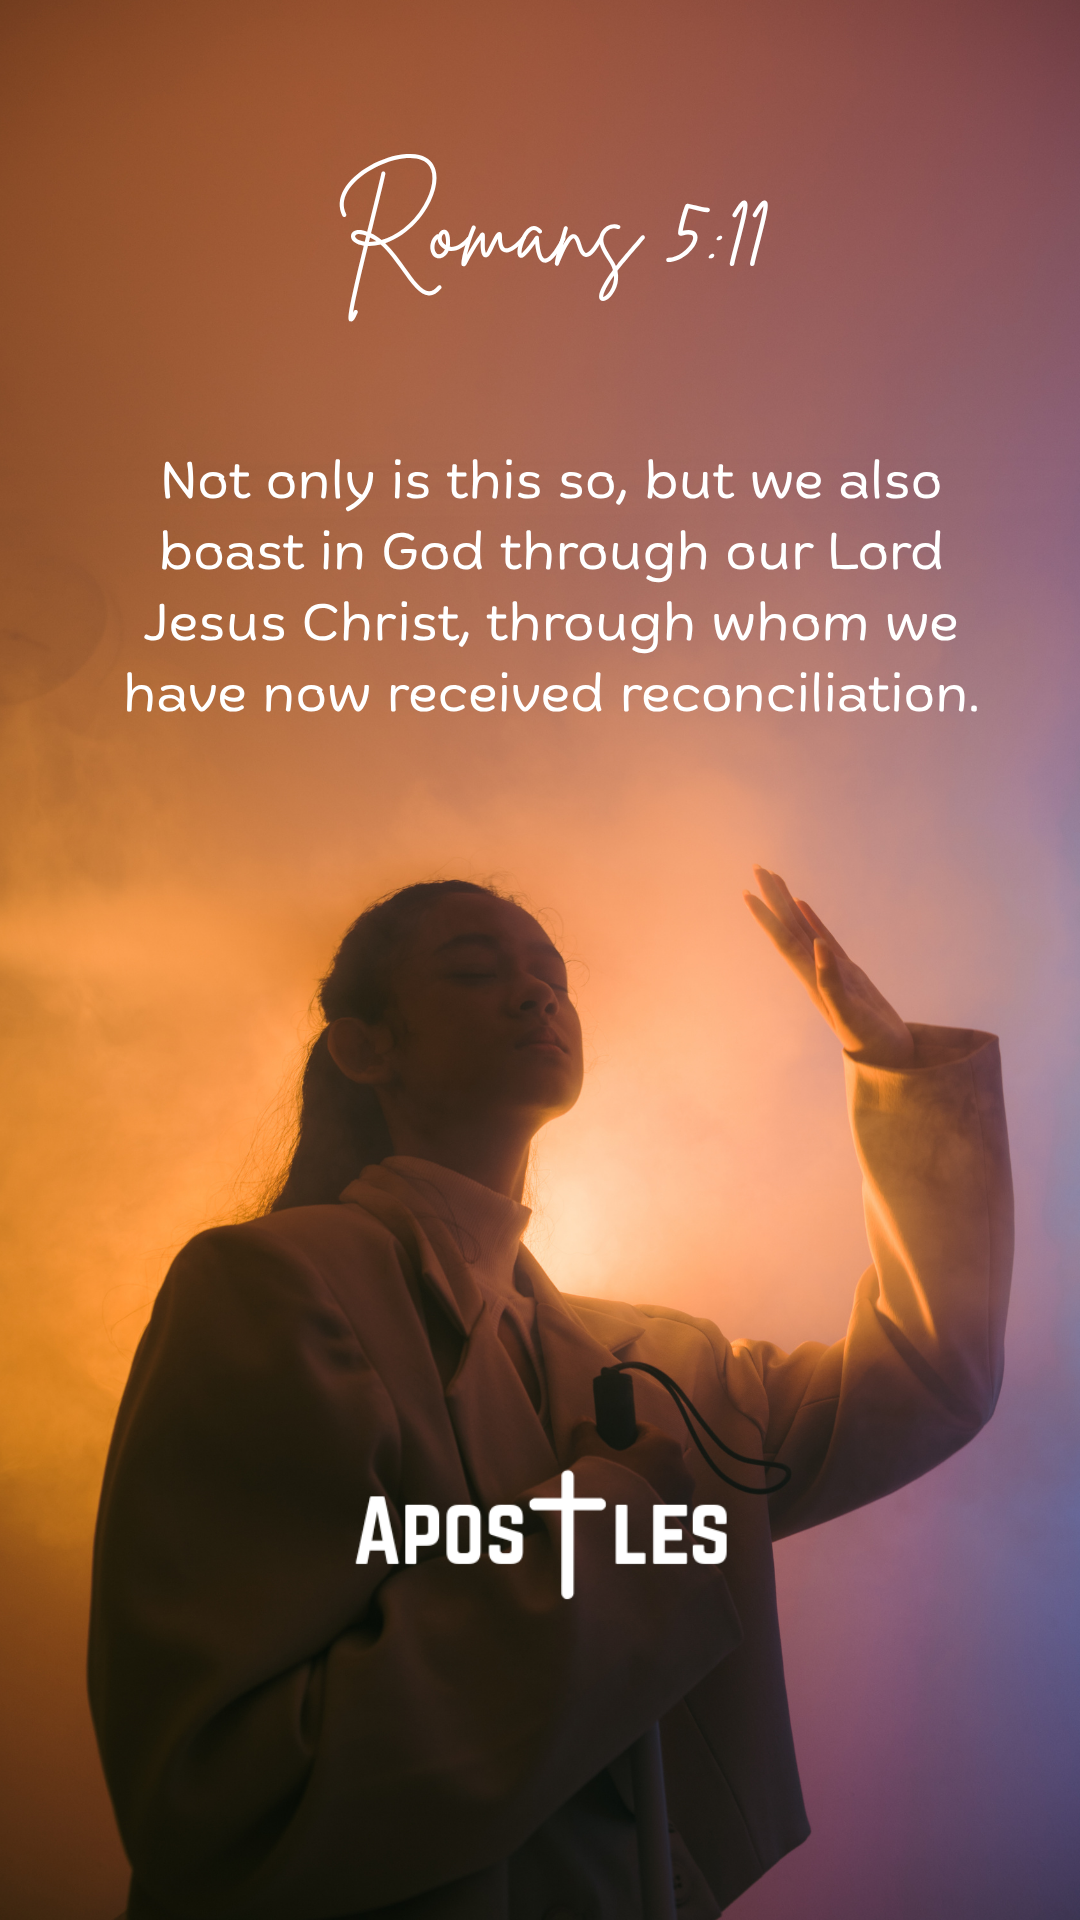 Romans 5:11
Not only is this so, but we also
boast in God through our Lord
Jesus Christ, through whom we
have now received reconciliation.
APOSTLES